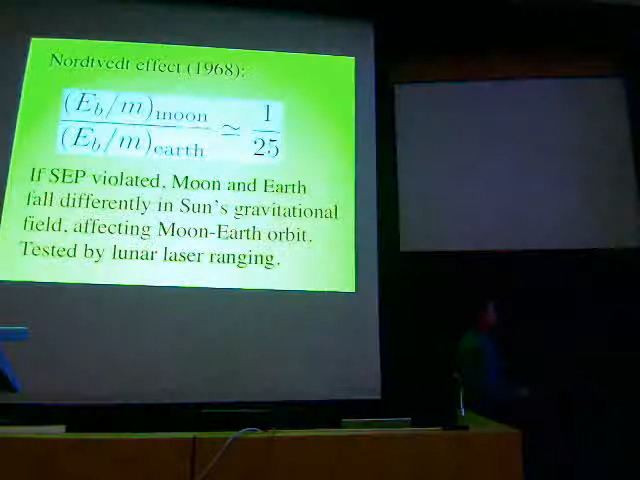 Nordtvedt effect (1968):
(E_b/m)_moon / (E_b/m)_earth ≃ 1/25
If SEP violated, Moon and Earth
fall differently in Sun's gravitational
field, affecting Moon-Earth orbit.
Tested by lunar laser ranging.